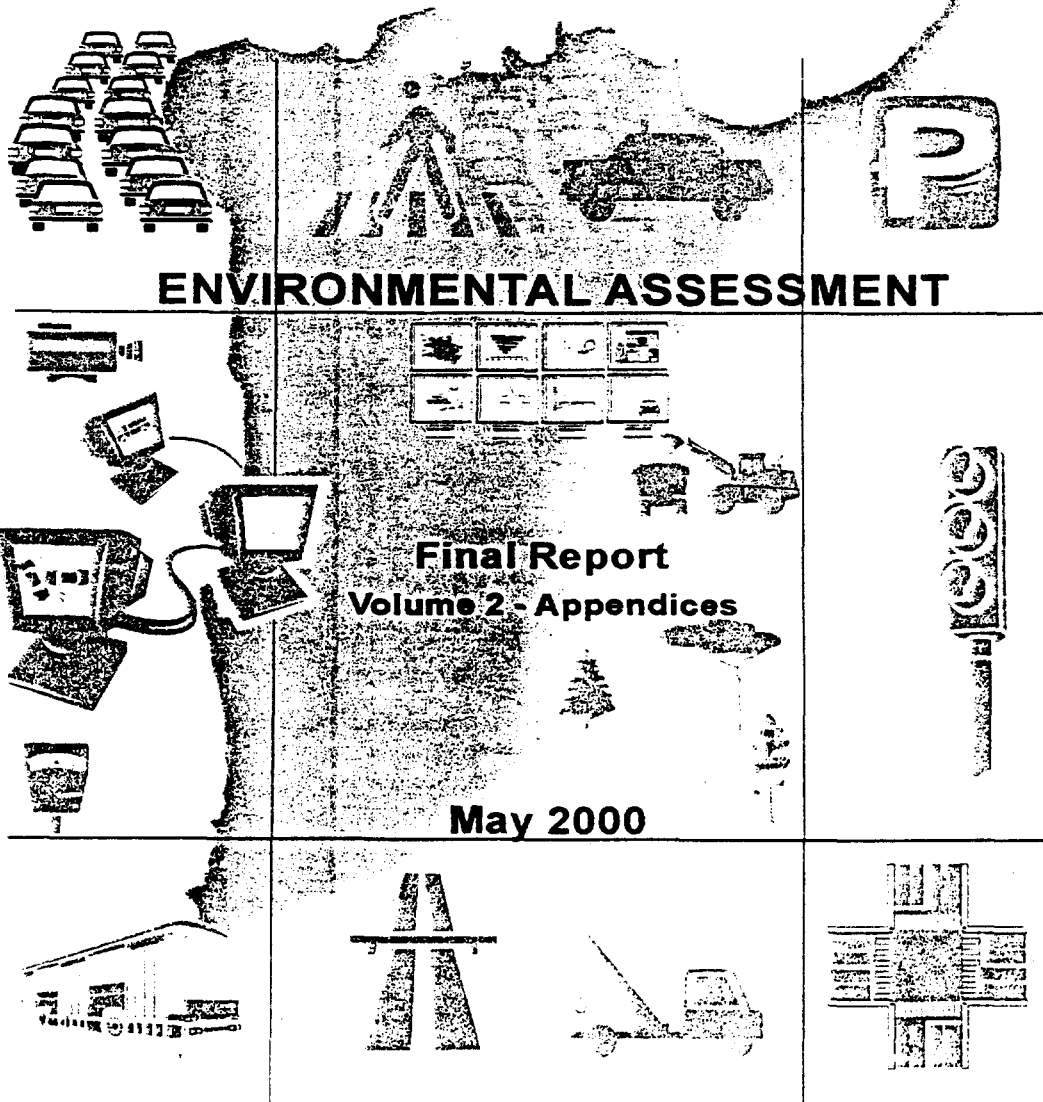 P
ENVIRONMENTAL ASSESSMENT
Final Report
Volume 2 - Appendices
May 2000